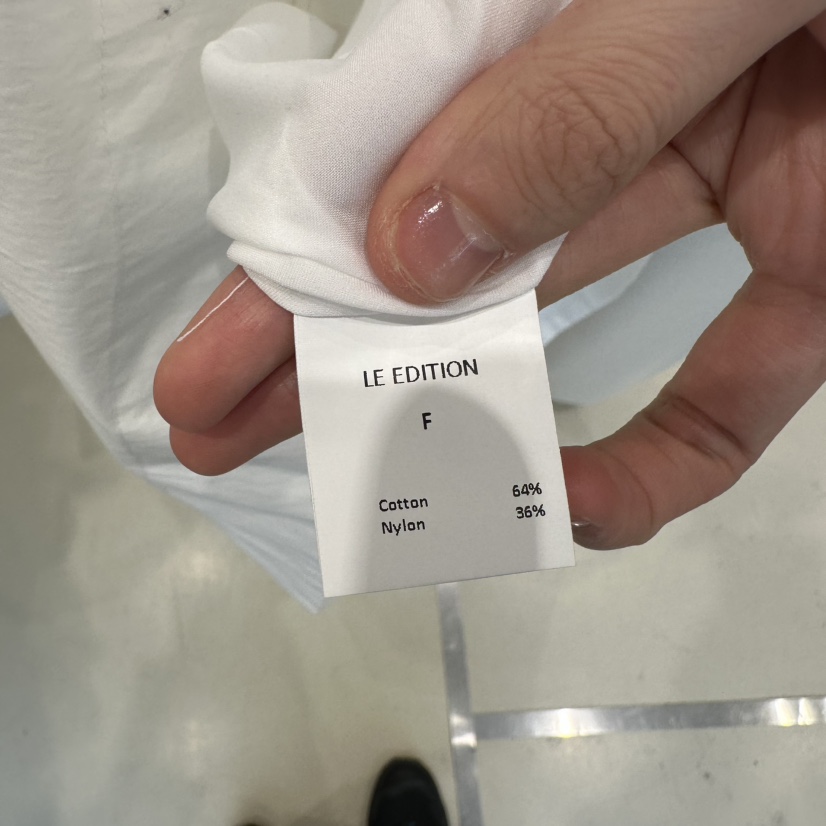 LE EDITION
F
Cotton 64%
Nylon 36%